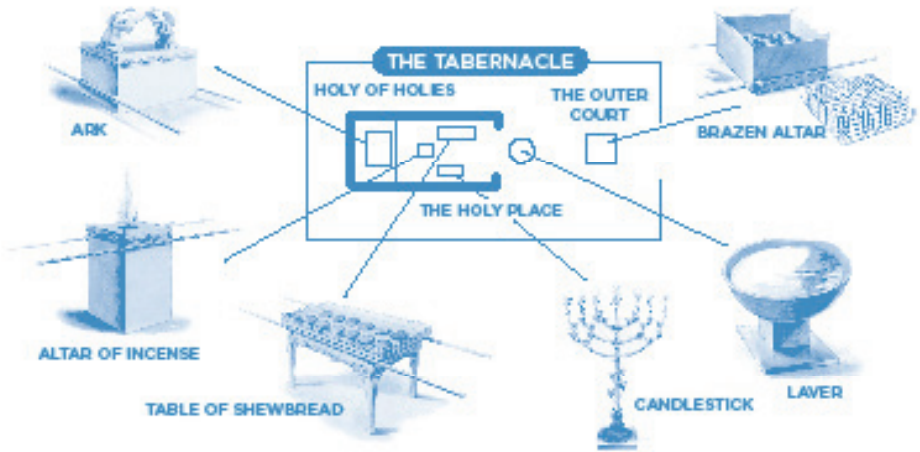 THE TABERNACLE
HOLY OF HOLIES
THE OUTER
COURT
ARK
BRAZEN ALTAR
THE HOLY PLACE
ALTAR OF INCENSE
TABLE OF SHEWBREAD
CANDLESTICK
LAVER